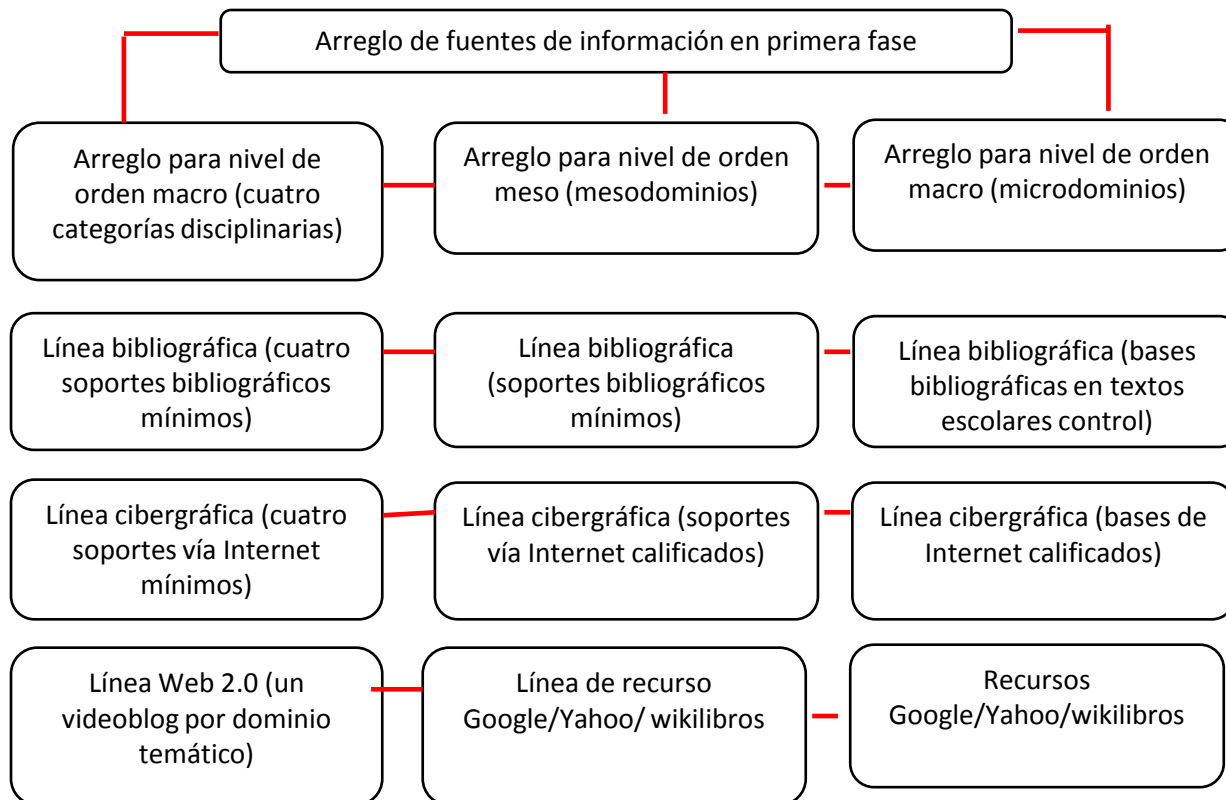 Arreglo de fuentes de información en primera fase
Arreglo para nivel de
orden macro (cuatro
categorías disciplinarias)
Arreglo para nivel de orden
meso (mesodominios)
Arreglo para nivel de orden
macro (microdominios)
Línea bibliográfica (cuatro
soportes bibliográficos
mínimos)
Línea bibliográfica
(soportes bibliográficos
mínimos)
Línea bibliográfica (bases
bibliográficas en textos
escolares control)
Línea cibergráfica (cuatro
soportes vía Internet
mínimos)
Línea cibergráfica (soportes
vía Internet calificados)
Línea cibergráfica (bases de
Internet calificados)
Línea Web 2.0 (un
videoblog por dominio
temático)
Línea de recurso
Google/Yahoo/ wikilibros
Recursos
Google/Yahoo/wikilibros